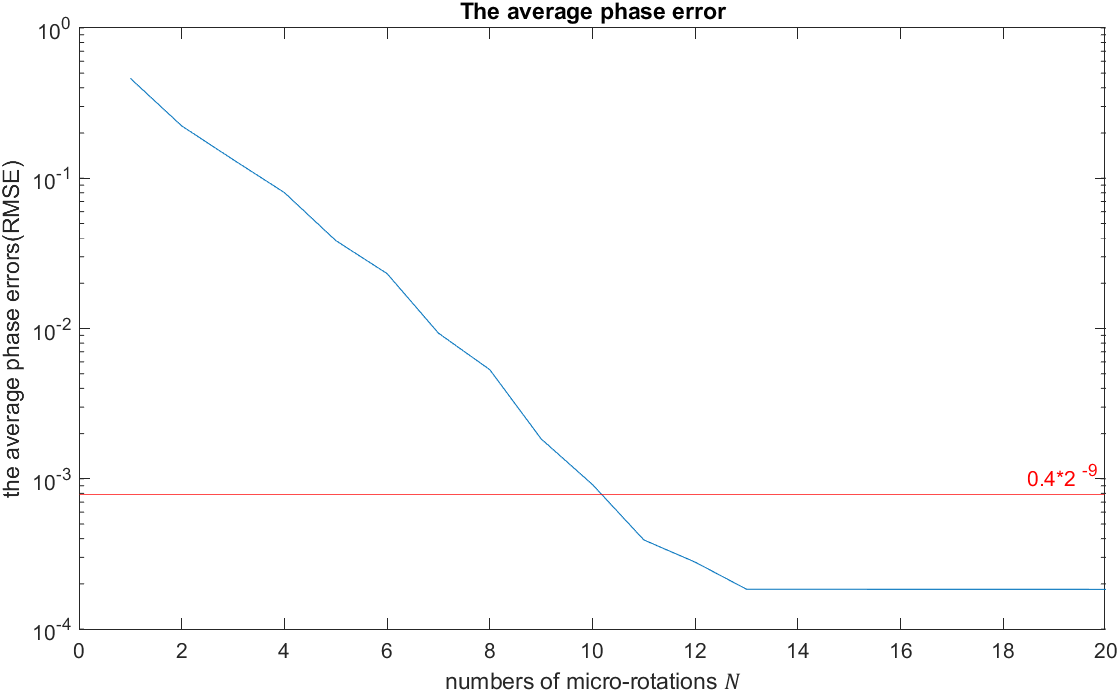 The average phase error
the average phase errors(RMSE)
10^0
10^-1
10^-2
10^-3
10^-4
0.4*2 ^-9
0 2 4 6 8 10 12 14 16 18 20
numbers of micro-rotations N